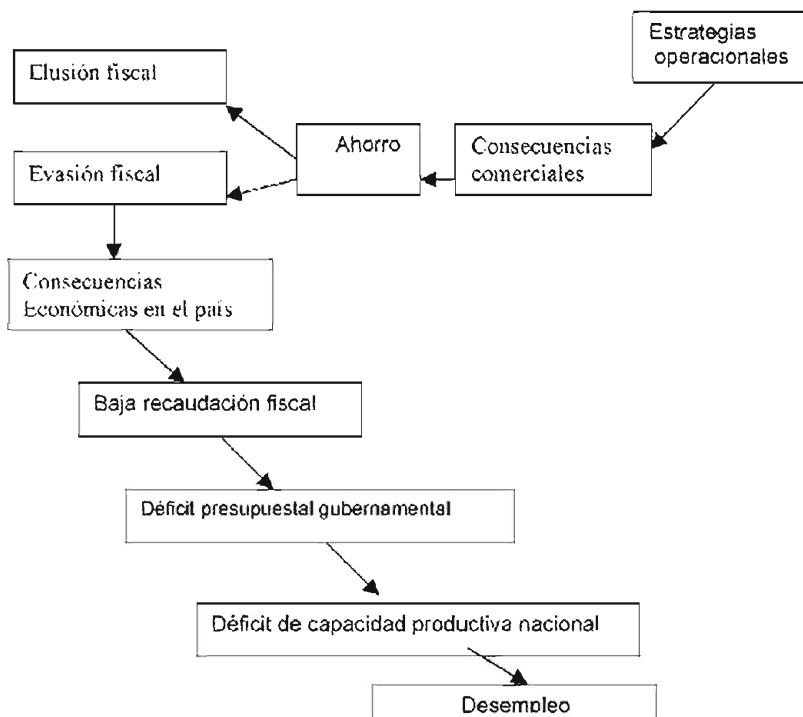 Estrategias
operacionales
Elusión fiscal
Ahorro
Consecuencias
comerciales
Evasión fiscal
Consecuencias
Económicas en el país
Baja recaudación fiscal
Déficit presupuestal gubernamental
Déficit de capacidad productiva nacional
Desempleo